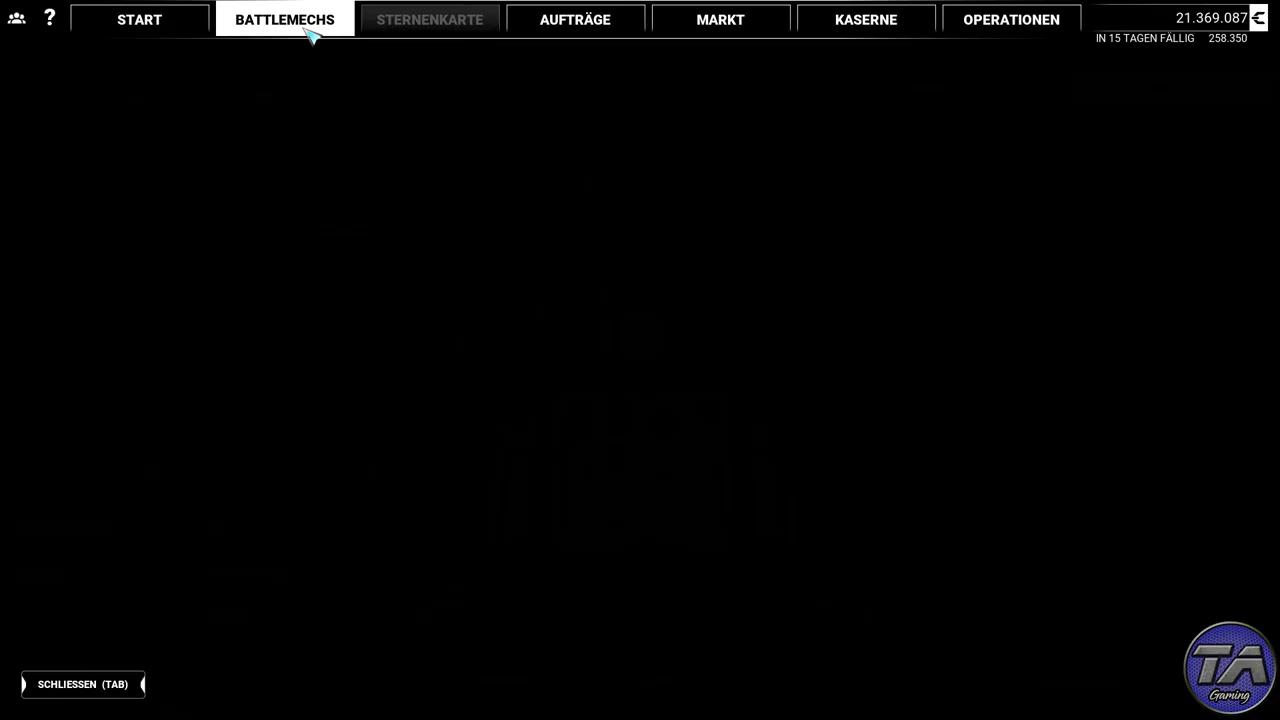 ?
START
BATTLEMECHS
STERNENKARTE
AUFTRÄGE
MARKT
KASERNE
OPERATIONEN
21.369.087
IN 15 TAGEN FÄLLIG 258.350
SCHLIESSEN (TAB)
TA
Gaming